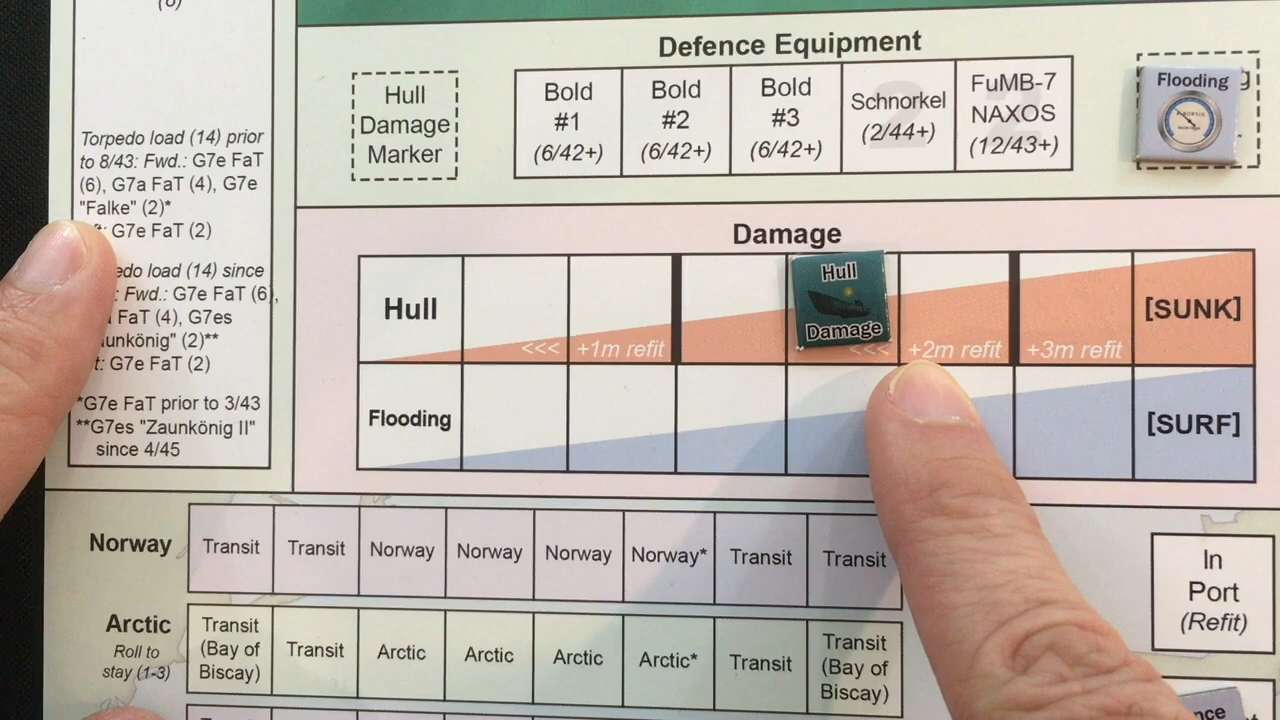 (6)
Torpedo load (14) prior
to 8/43: Fwd.: G7e FaT
(6), G7a FaT (4), G7e
"Falke" (2)*
G7e FaT (2)
load (14) since
: Fwd.: G7e FaT (6),
FaT (4), G7es
(2)**
: G7e FaT (2)
*G7e FaT prior to 3/43
**G7es "Zaunkönig II"
since 4/45
Defence Equipment
Hull
Damage
Marker
Bold
#1
(6/42+)
Bold
#2
(6/42+)
Bold
#3
(6/42+)
Schnorkel
(2/44+)
FuMB-7
NAXOS
(12/43+)
Flooding
Damage
Hull
<<< +1m refit
Hull
Damage
<<< +2m refit
+3m refit
[SUNK]
Flooding
[SURF]
Norway
Transit
Transit
Norway
Norway
Norway
Norway*
Transit
Transit
Arctic
Roll to
stay (1-3)
Transit
(Bay of
Biscay)
Transit
Arctic
Arctic
Arctic
Arctic*
Transit
Transit
(Bay of
Biscay)
In
Port
(Refit)